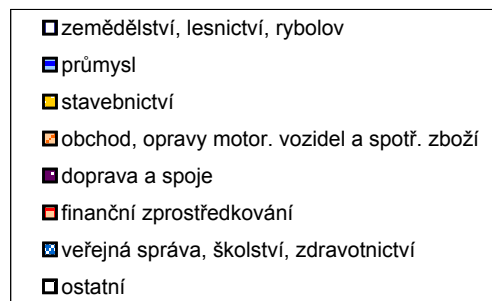 zemědělství, lesnictví, rybolov
průmysl
stavebnictví
obchod, opravy motor. vozidel a spotř. zboží
doprava a spoje
finanční zprostředkování
veřejná správa, školství, zdravotnictví
ostatní